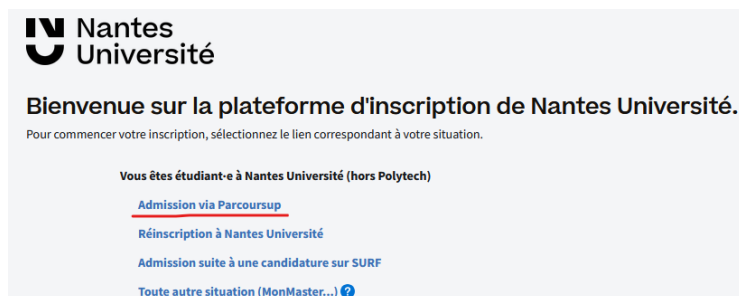 Nantes
Université
Bienvenue sur la plateforme d'inscription de Nantes Université.
Pour commencer votre inscription, sélectionnez le lien correspondant à votre situation.
Vous êtes étudiant·e à Nantes Université (hors Polytech)
Admission via Parcoursup
Réinscription à Nantes Université
Admission suite à une candidature sur SURF
Toute autre situation (MonMaster...) ?